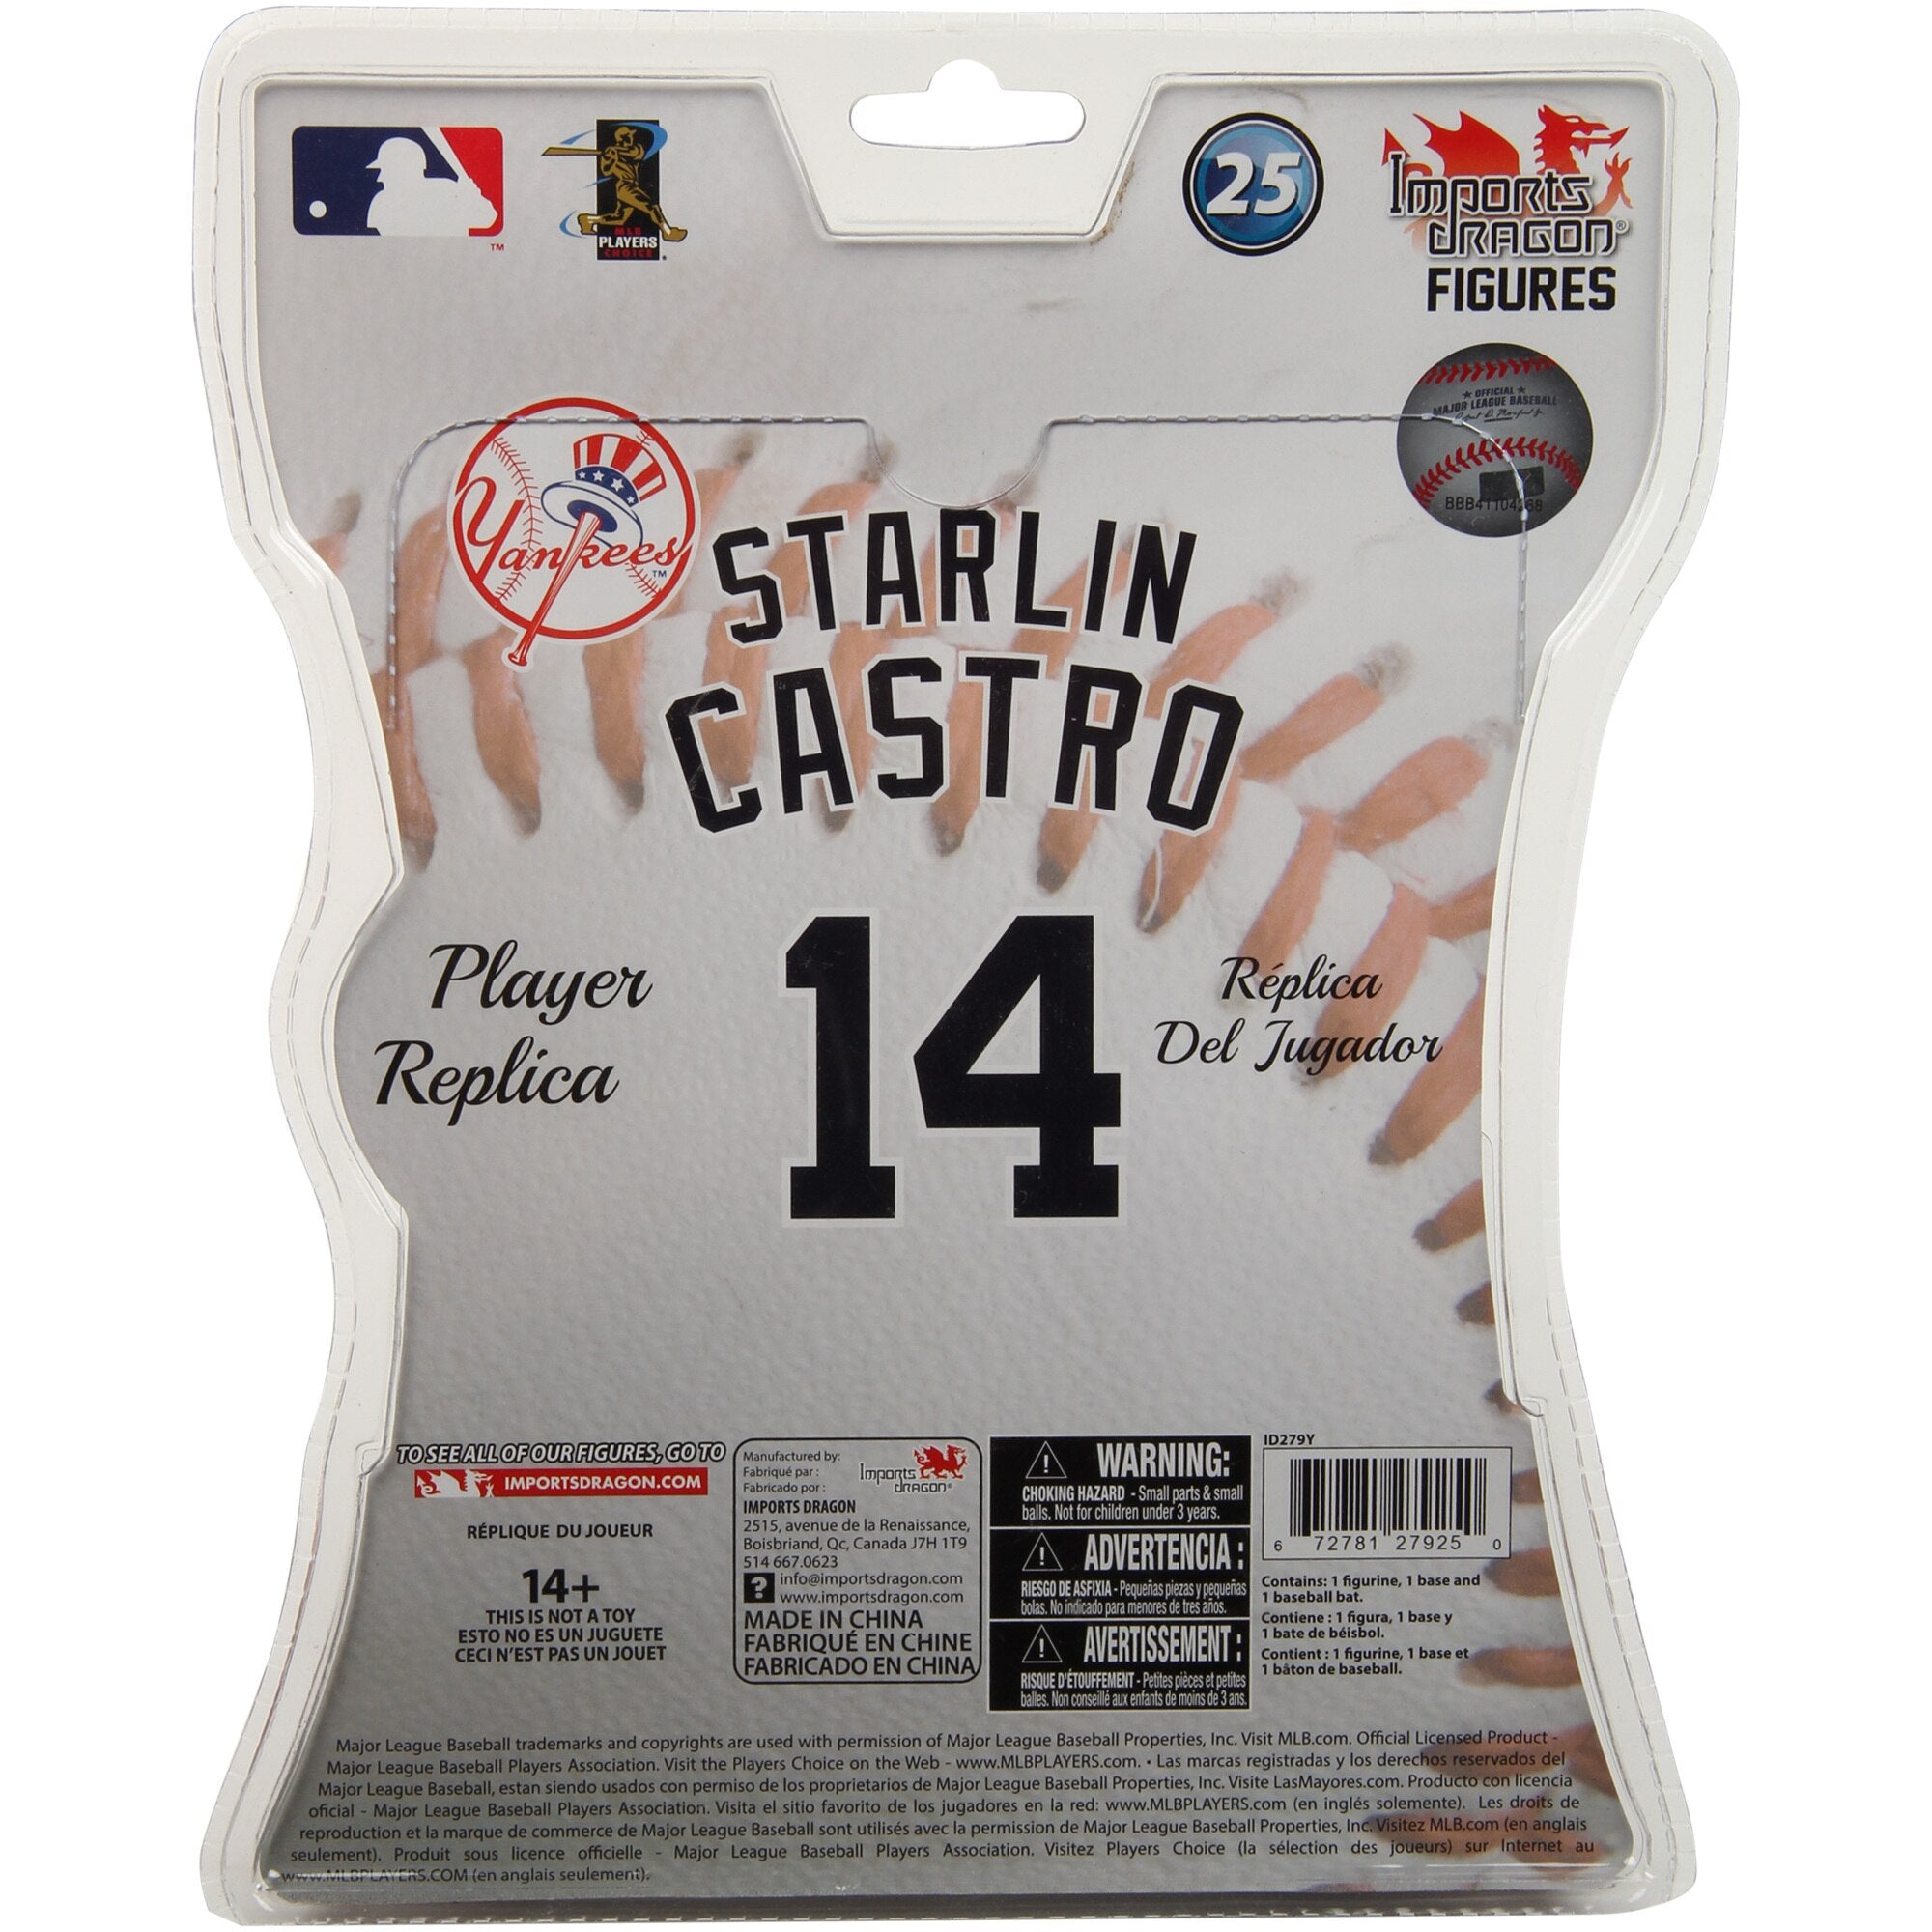 TM
MLB
PLAYERS
CHOICE
25
Imports
Dragon®
FIGURES
★ OFFICIAL ★
MAJOR LEAGUE BASEBALL
Yankees
TM
STARLIN
CASTRO
14
Player
Replica
Réplica
Del Jugador
TO SEE ALL OF OUR FIGURES, GO TO
IMPORTSDRAGON.COM
RÉPLIQUE DU JOUEUR
14+
THIS IS NOT A TOY
ESTO NO ES UN JUGUETE
CECI N'EST PAS UN JOUET
Manufactured by:
Fabriqué par :
Fabricado por :
Imports
Dragon®
IMPORTS DRAGON
2515, avenue de la Renaissance,
Boisbriand, Qc, Canada J7H 1T9
514 667.0623
? info@importsdragon.com
www.importsdragon.com
MADE IN CHINA
FABRIQUÉ EN CHINE
FABRICADO EN CHINA
! WARNING:
CHOKING HAZARD - Small parts & small
balls. Not for children under 3 years.
! ADVERTENCIA :
RIESGO DE ASFIXIA - Pequeñas piezas y pequeñas
bolas. No indicado para menores de tres años.
! AVERTISSEMENT :
RISQUE D'ÉTOUFFEMENT - Petites pièces et petites
balles. Non conseillé aux enfants de moins de 3 ans.
ID279Y
6 72781 27925 0
Contains: 1 figurine, 1 base and
1 baseball bat.
Contiene : 1 figura, 1 base y
1 bate de béisbol.
Contient : 1 figurine, 1 base et
1 bâton de baseball.
Major League Baseball trademarks and copyrights are used with permission of Major League Baseball Properties, Inc. Visit MLB.com. Official Licensed Product -
Major League Baseball Players Association. Visit the Players Choice on the Web - www.MLBPLAYERS.com. • Las marcas registradas y los derechos reservados del
Major League Baseball, estan siendo usados con permiso de los proprietarios de Major League Baseball Properties, Inc. Visite LasMayores.com. Producto con licencia
oficial - Major League Baseball Players Association. Visita el sitio favorito de los jugadores en la red: www.MLBPLAYERS.com (en inglés solemente). Les droits de
reproduction et la marque de commerce de Major League Baseball sont utilisés avec la permission de Major League Baseball Properties, Inc. Visitez MLB.com (en anglais
seulement). Produit sous licence officielle - Major League Baseball Players Association. Visitez Players Choice (la sélection des joueurs) sur Internet au
www.MLBPLAYERS.COM (en anglais seulement).